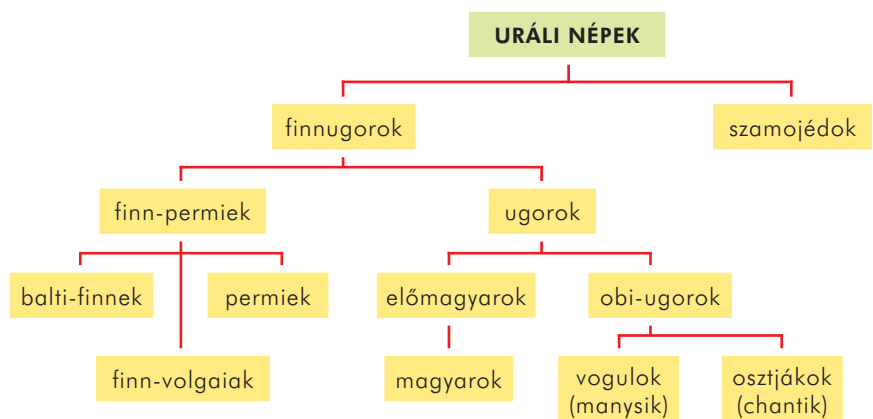 URÁLI NÉPEK
finnugorok
szamojédok
finn-permiek
ugorok
balti-finnek
permiek
előmagyarok
obi-ugorok
finn-volgaiak
magyarok
vogulok
(manysik)
osztjákok
(chantik)